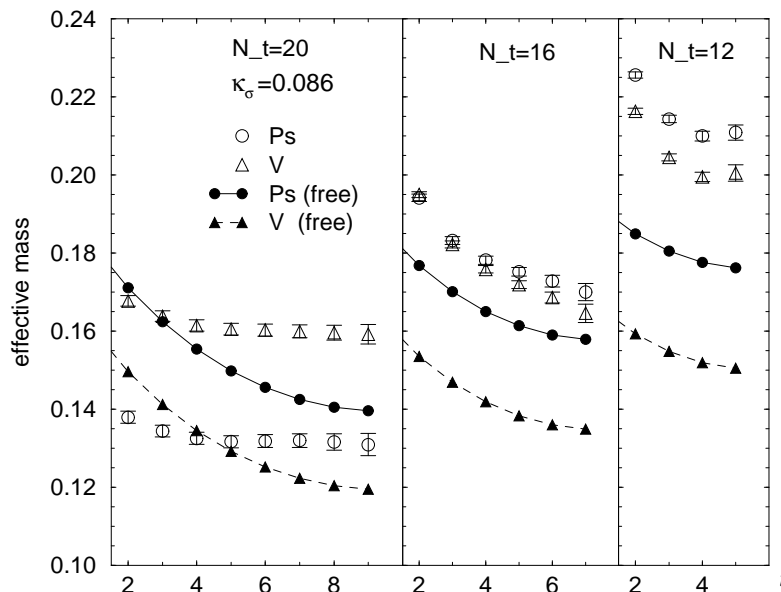 0.24
0.22
0.20
0.18
0.16
0.14
0.12
0.10
effective mass
N_t=20
κσ=0.086
Ps
V
Ps (free)
V (free)
N_t=16
N_t=12
2 4 6 8 2 4 6 2 4